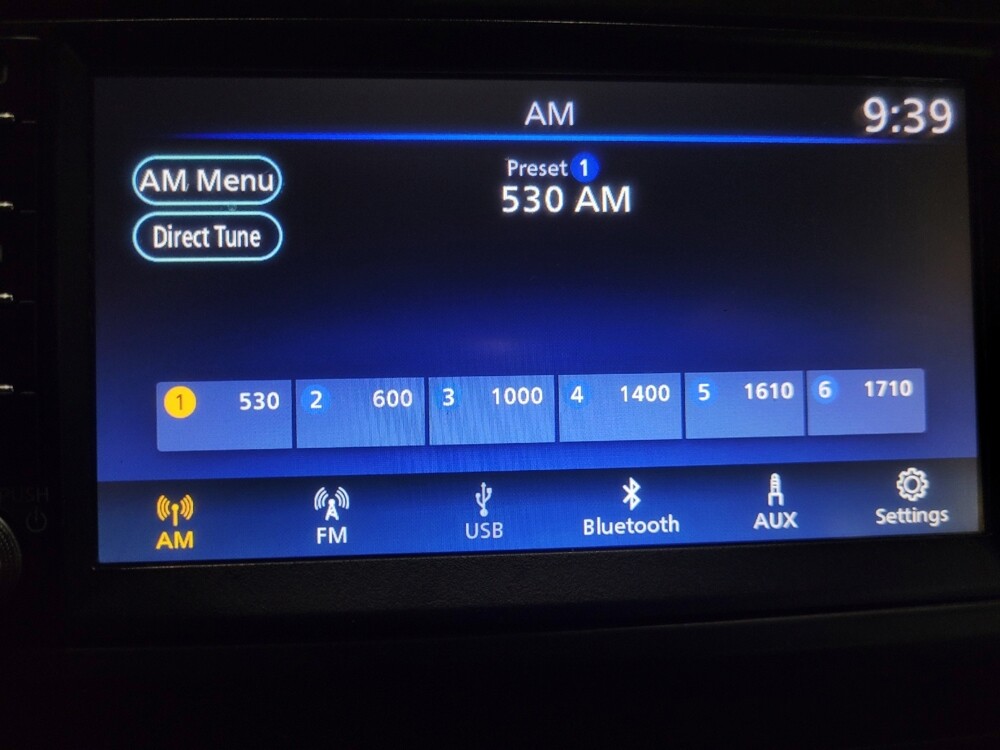 AM
9:39
AM Menu
Preset 1
530 AM
Direct Tune
1 530 2 600 3 1000 4 1400 5 1610 6 1710
AM FM USB Bluetooth AUX Settings
PUSH